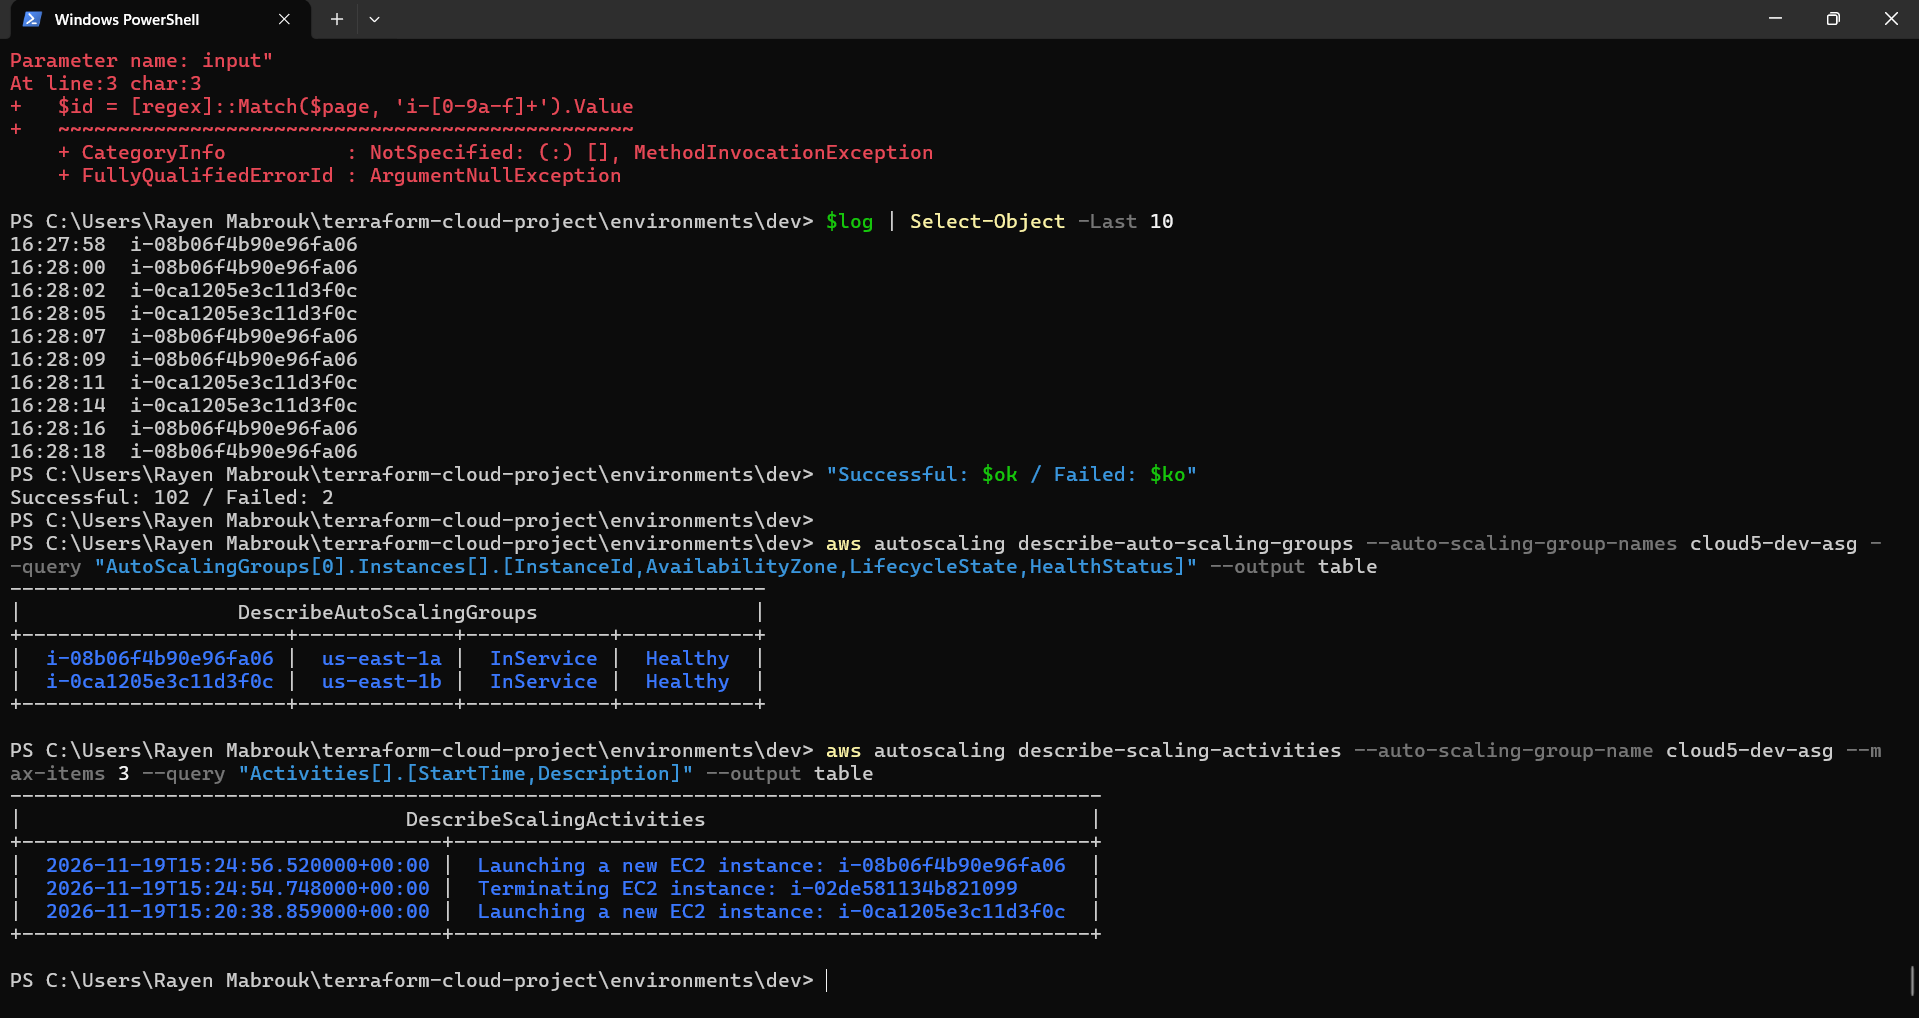 Windows PowerShell
Parameter name: input"
At line:3 char:3
+   $id = [regex]::Match($page, 'i-[0-9a-f]+').Value
+   ~~~~~~~~~~~~~~~~~~~~~~~~~~~~~~~~~~~~~~~~~~~~~~~~
    + CategoryInfo          : NotSpecified: (:) [], MethodInvocationException
    + FullyQualifiedErrorId : ArgumentNullException
PS C:\Users\Rayen Mabrouk\terraform-cloud-project\environments\dev> $log | Select-Object -Last 10
16:27:58  i-08b06f4b90e96fa06
16:28:00  i-08b06f4b90e96fa06
16:28:02  i-0ca1205e3c11d3f0c
16:28:05  i-0ca1205e3c11d3f0c
16:28:07  i-08b06f4b90e96fa06
16:28:09  i-08b06f4b90e96fa06
16:28:11  i-0ca1205e3c11d3f0c
16:28:14  i-0ca1205e3c11d3f0c
16:28:16  i-08b06f4b90e96fa06
16:28:18  i-08b06f4b90e96fa06
PS C:\Users\Rayen Mabrouk\terraform-cloud-project\environments\dev> "Successful: $ok / Failed: $ko"
Successful: 102 / Failed: 2
PS C:\Users\Rayen Mabrouk\terraform-cloud-project\environments\dev>
PS C:\Users\Rayen Mabrouk\terraform-cloud-project\environments\dev> aws autoscaling describe-auto-scaling-groups --auto-scaling-group-names cloud5-dev-asg -
-query "AutoScalingGroups[0].Instances[].[InstanceId,AvailabilityZone,LifecycleState,HealthStatus]" --output table
---------------------------------------------------------------
|                  DescribeAutoScalingGroups                  |
+----------------------+-------------+------------+-----------+
|  i-08b06f4b90e96fa06 |  us-east-1a |  InService |  Healthy  |
|  i-0ca1205e3c11d3f0c |  us-east-1b |  InService |  Healthy  |
+----------------------+-------------+------------+-----------+
PS C:\Users\Rayen Mabrouk\terraform-cloud-project\environments\dev> aws autoscaling describe-scaling-activities --auto-scaling-group-name cloud5-dev-asg --m
ax-items 3 --query "Activities[].[StartTime,Description]" --output table
-------------------------------------------------------------------------------------------
|                                DescribeScalingActivities                                |
+-----------------------------------+-----------------------------------------------------+
|  2026-11-19T15:24:56.520000+00:00 |  Launching a new EC2 instance: i-08b06f4b90e96fa06  |
|  2026-11-19T15:24:54.748000+00:00 |  Terminating EC2 instance: i-02de581134b821099      |
|  2026-11-19T15:20:38.859000+00:00 |  Launching a new EC2 instance: i-0ca1205e3c11d3f0c  |
+-----------------------------------+-----------------------------------------------------+
PS C:\Users\Rayen Mabrouk\terraform-cloud-project\environments\dev>